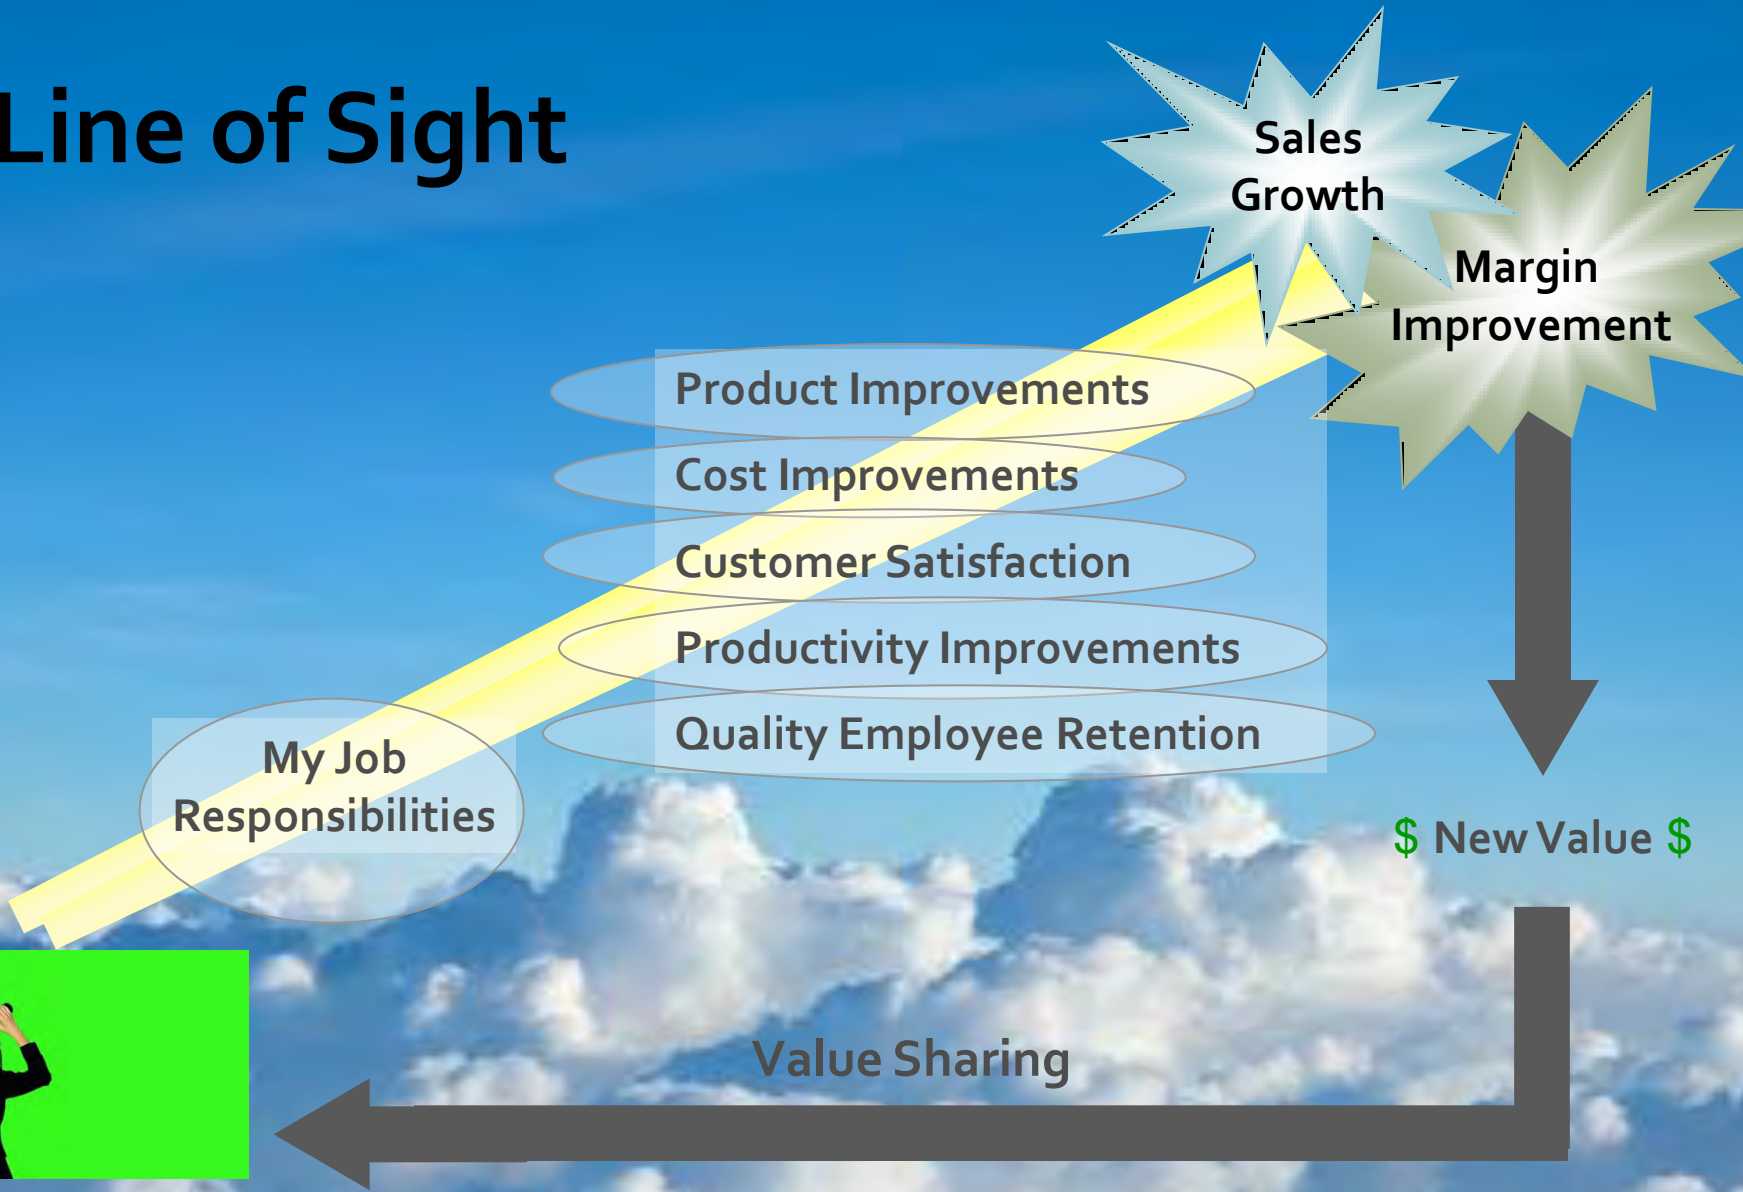 Line of Sight
Sales
Growth
Margin
Improvement
Product Improvements
Cost Improvements
Customer Satisfaction
Productivity Improvements
Quality Employee Retention
My Job
Responsibilities
$ New Value $
Value Sharing